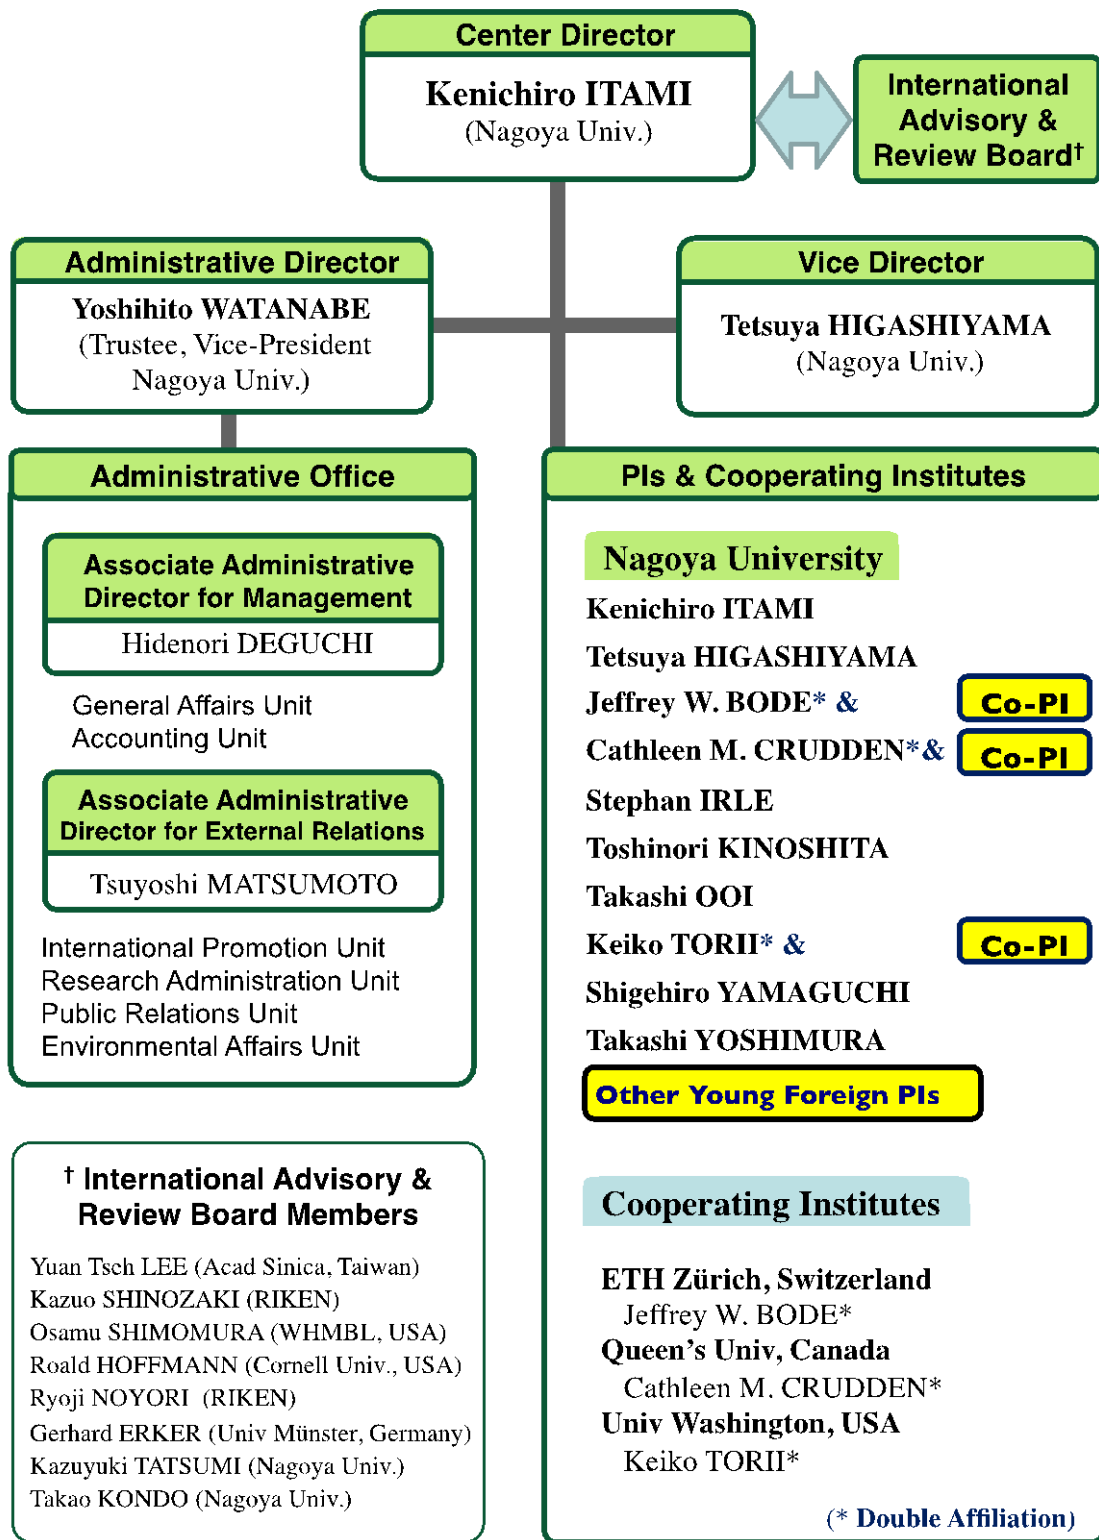 Center Director
Kenichiro ITAMI
(Nagoya Univ.)
International
Advisory &
Review Board†
Administrative Director
Yoshihito WATANABE
(Trustee, Vice-President
Nagoya Univ.)
Vice Director
Tetsuya HIGASHIYAMA
(Nagoya Univ.)
Administrative Office
Associate Administrative
Director for Management
Hidenori DEGUCHI
General Affairs Unit
Accounting Unit
Associate Administrative
Director for External Relations
Tsuyoshi MATSUMOTO
International Promotion Unit
Research Administration Unit
Public Relations Unit
Environmental Affairs Unit
† International Advisory &
Review Board Members
Yuan Tsch LEE (Acad Sinica, Taiwan)
Kazuo SHINOZAKI (RIKEN)
Osamu SHIMOMURA (WHMBL, USA)
Roald HOFFMANN (Cornell Univ., USA)
Ryoji NOYORI (RIKEN)
Gerhard ERKER (Univ Münster, Germany)
Kazuyuki TATSUMI (Nagoya Univ.)
Takao KONDO (Nagoya Univ.)
PIs & Cooperating Institutes
Nagoya University
Kenichiro ITAMI
Tetsuya HIGASHIYAMA
Jeffrey W. BODE* & Co-PI
Cathleen M. CRUDDEN*& Co-PI
Stephan IRLE
Toshinori KINOSHITA
Takashi OOI
Keiko TORII* & Co-PI
Shigehiro YAMAGUCHI
Takashi YOSHIMURA
Other Young Foreign PIs
Cooperating Institutes
ETH Zürich, Switzerland
Jeffrey W. BODE*
Queen's Univ, Canada
Cathleen M. CRUDDEN*
Univ Washington, USA
Keiko TORII*
(* Double Affiliation)